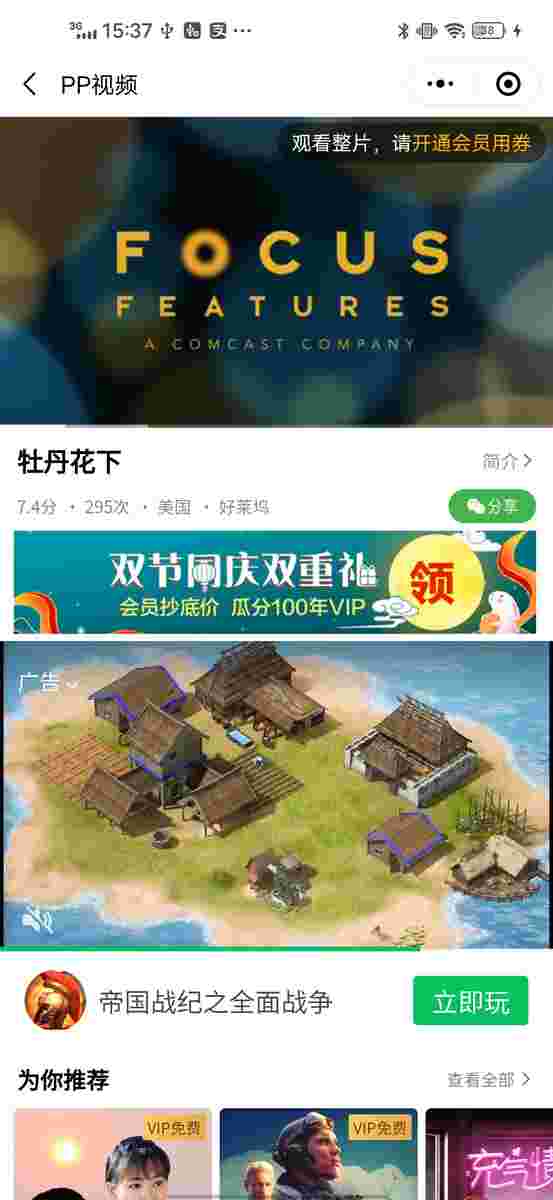 3G 15:37
PP视频
观看整片，请开通会员用券
FOCUS
FEATURES
A COMCAST COMPANY
牡丹花下
简介
7.4分 · 295次 · 美国 · 好莱坞
分享
双节同庆双重礼
会员抄底价 瓜分100年VIP
领
广告
帝国战纪之全面战争
立即玩
为你推荐
查看全部
VIP免费
VIP免费